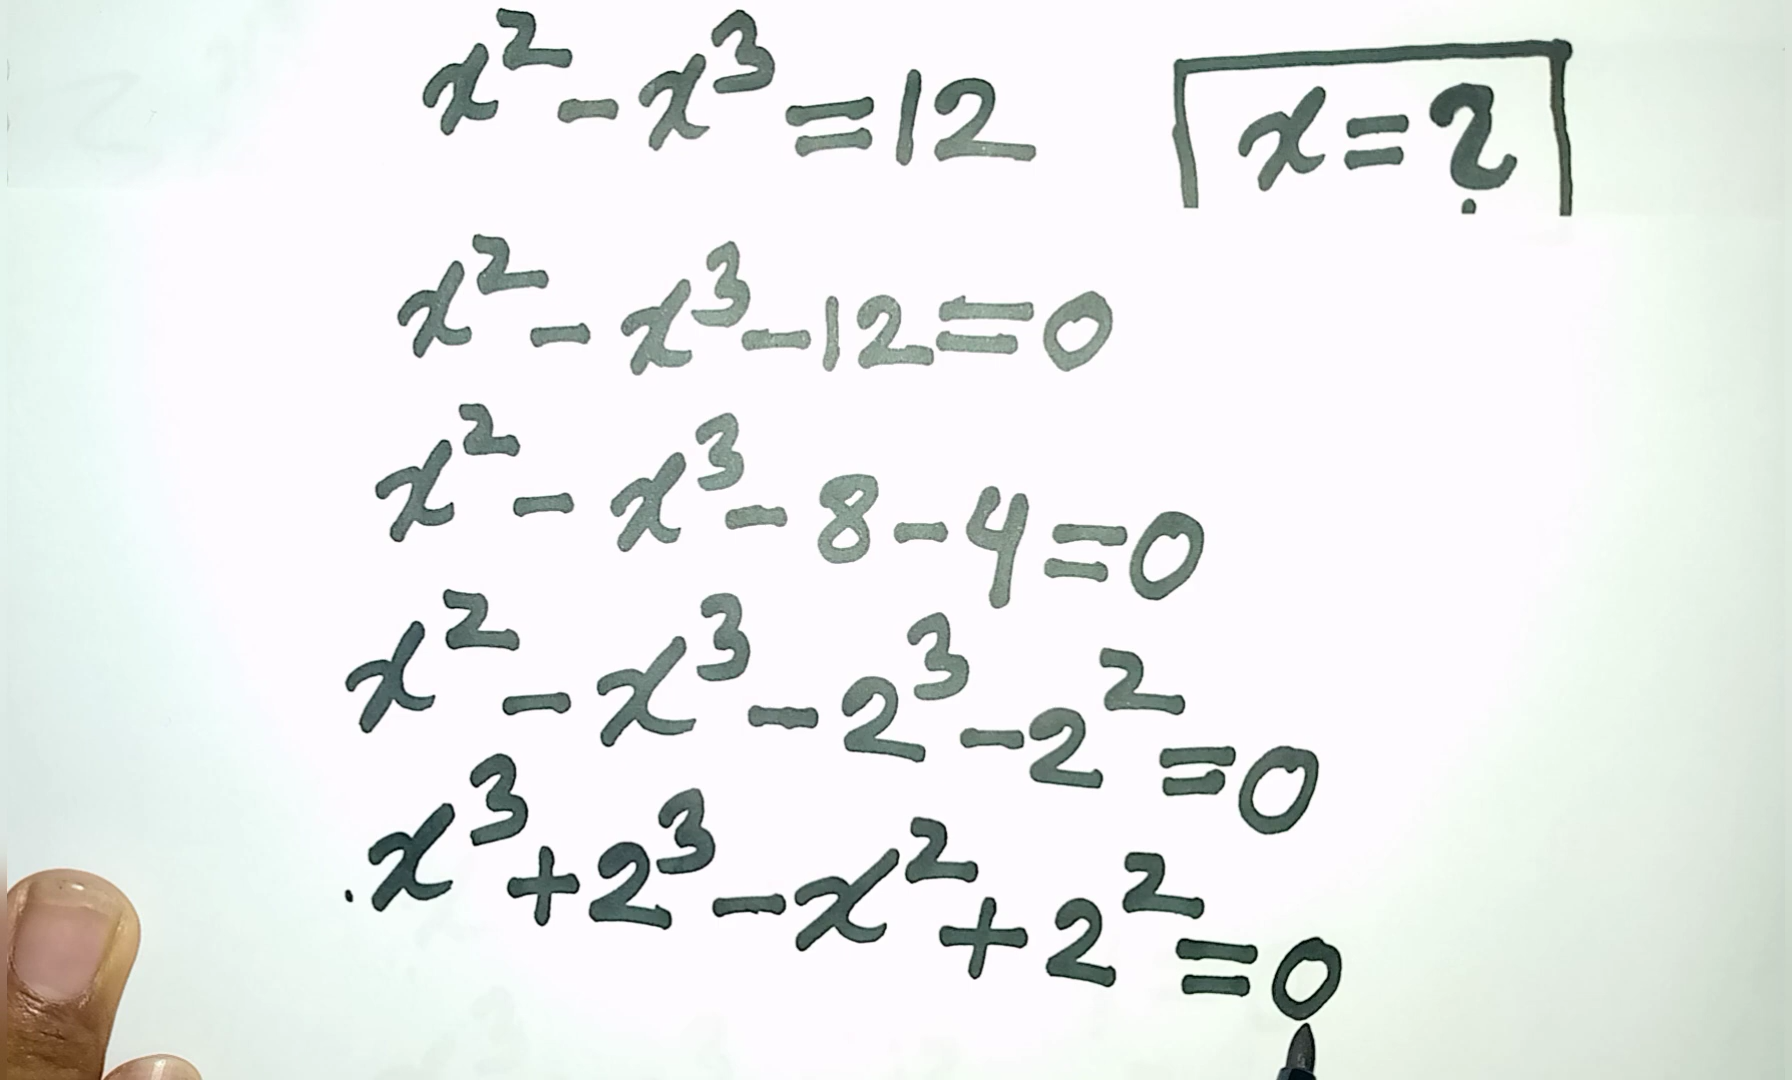 x² - x³ = 12
x = ?
x² - x³ - 12 = 0
x² - x³ - 8 - 4 = 0
x² - x³ - 2³ - 2² = 0
.x³ + 2³ - x² + 2² = 0